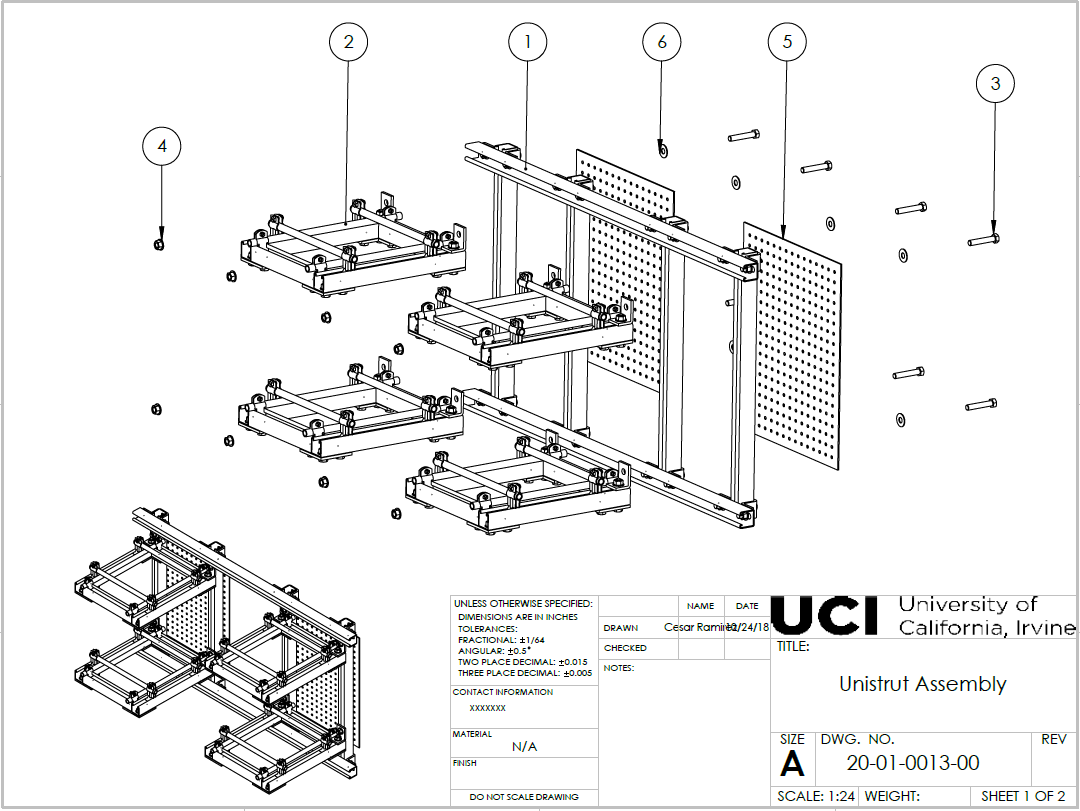 2
1
6
5
3
4
UNLESS OTHERWISE SPECIFIED:
DIMENSIONS ARE IN INCHES
TOLERANCES:
FRACTIONAL: ±1/64
ANGULAR: ±0.5°
TWO PLACE DECIMAL: ±0.015
THREE PLACE DECIMAL: ±0.005
CONTACT INFORMATION
XXXXXXX
MATERIAL
N/A
FINISH
DO NOT SCALE DRAWING
NAME DATE
DRAWN Cesar Ramirez 10/24/18
CHECKED
NOTES:
UCI University of
California, Irvine
TITLE:
Unistrut Assembly
SIZE DWG. NO. REV
A 20-01-0013-00
SCALE: 1:24 WEIGHT: SHEET 1 OF 2